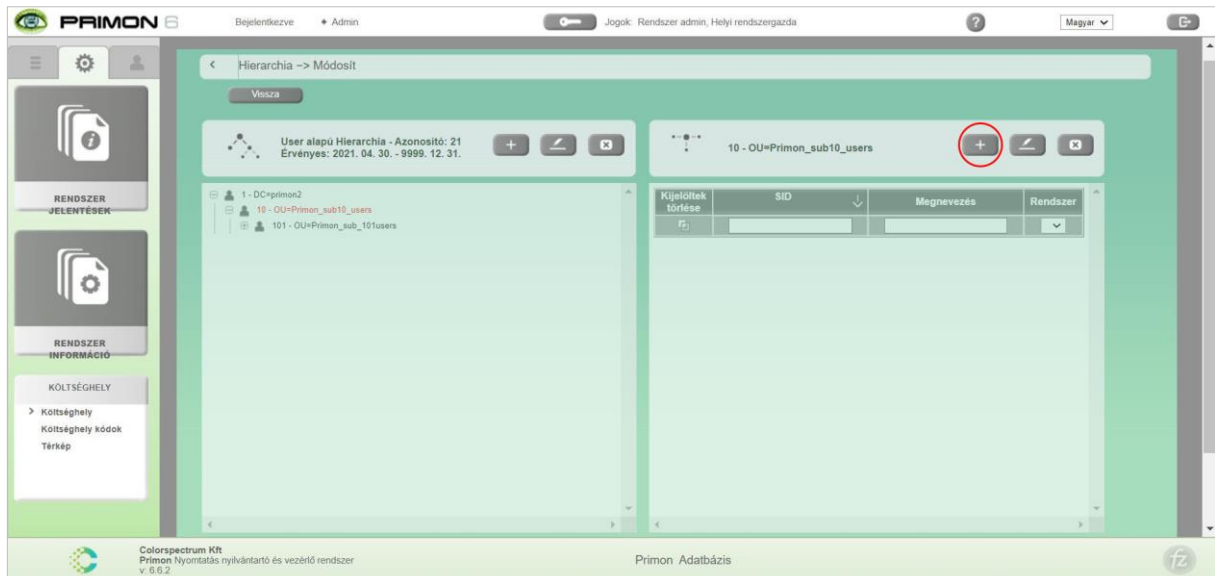 PRIMON 6
Bejelentkezve
Admin
Jogok: Rendszer admin, Helyi rendszergazda
?
Magyar
Hierarchia -> Módosít
Vissza
User alapú Hierarchia - Azonosító: 21
Érvényes: 2021. 04. 30. - 9999. 12. 31.
10 - OU=Primon_sub10_users
1 - DC=primon2
10 - OU=Primon_sub10_users
101 - OU=Primon_sub_101users
Kijelöltek törlése
SID
Megnevezés
Rendszer
RENDSZER
JELENTÉSEK
RENDSZER
INFORMÁCIÓ
KÖLTSÉGHELY
> Költséghely
Költséghely kódok
Térkép
Colorspectrum Kft
Primon Nyomtatás nyilvántartó és vezérlő rendszer
v: 6.6.2
Primon Adatbázis
fz